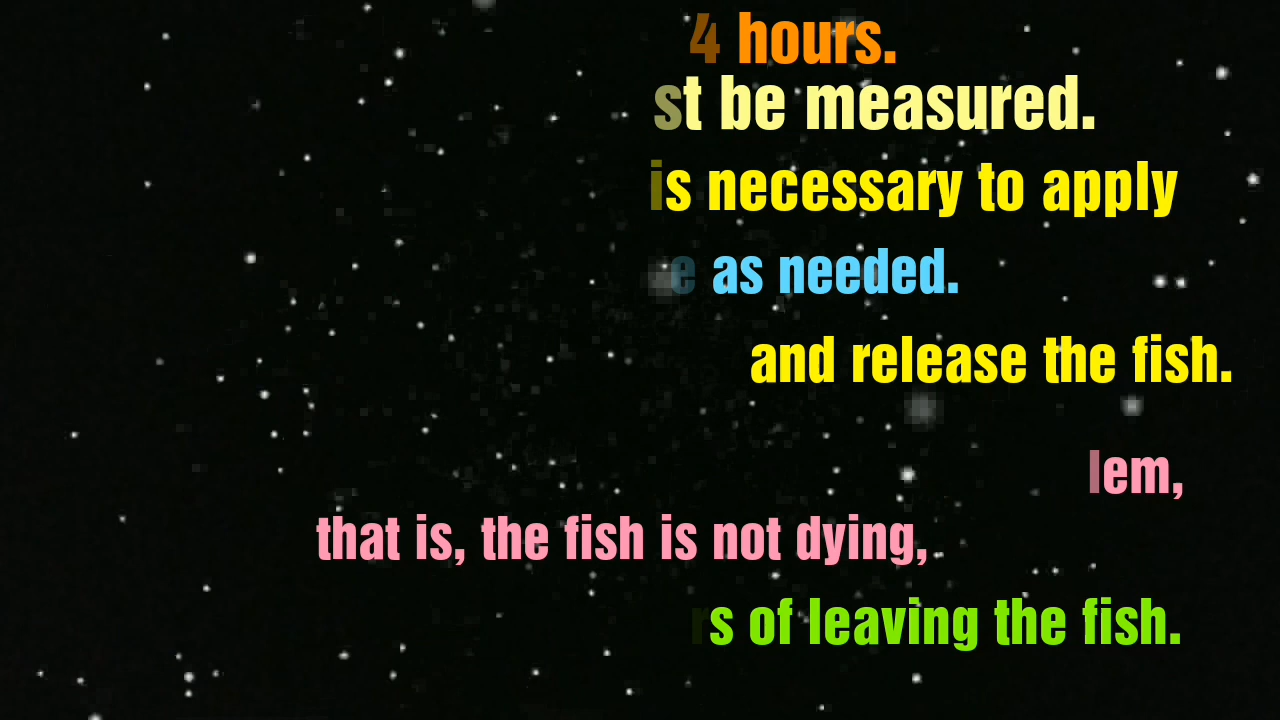 4 hours.
st be measured.
is necessary to apply
e as needed.
and release the fish.
lem,
that is, the fish is not dying,
s of leaving the fish.